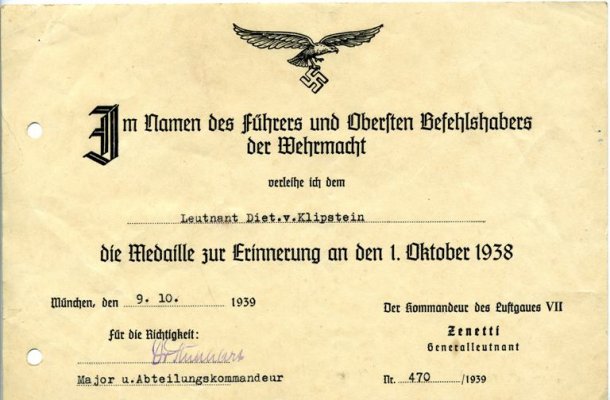 Im Namen des Führers und Obersten Befehlshabers
der Wehrmacht
verleihe ich dem
Leutnant Diet.v.Klipstein
die Medaille zur Erinnerung an den 1. Oktober 1938
München, den 9. 10. 1939
Der Kommandeur des Luftgaues VII
Für die Richtigkeit:
Zenetti
Generalleutnant
Major u.Abteilungskommandeur
Nr. 470 /1939